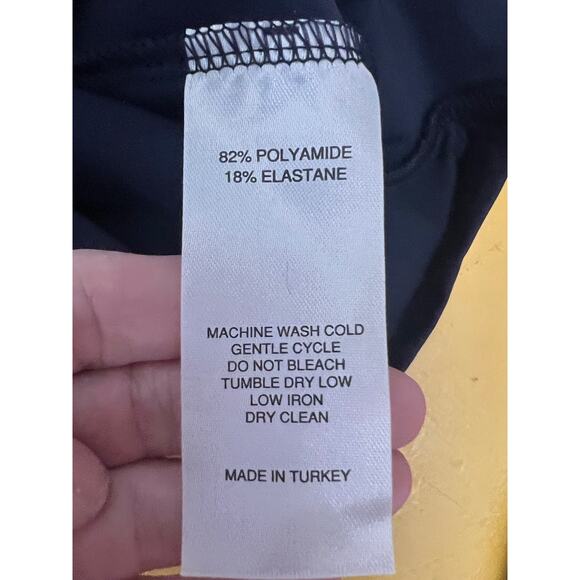 82% POLYAMIDE
18% ELASTANE
MACHINE WASH COLD
GENTLE CYCLE
DO NOT BLEACH
TUMBLE DRY LOW
LOW IRON
DRY CLEAN
MADE IN TURKEY